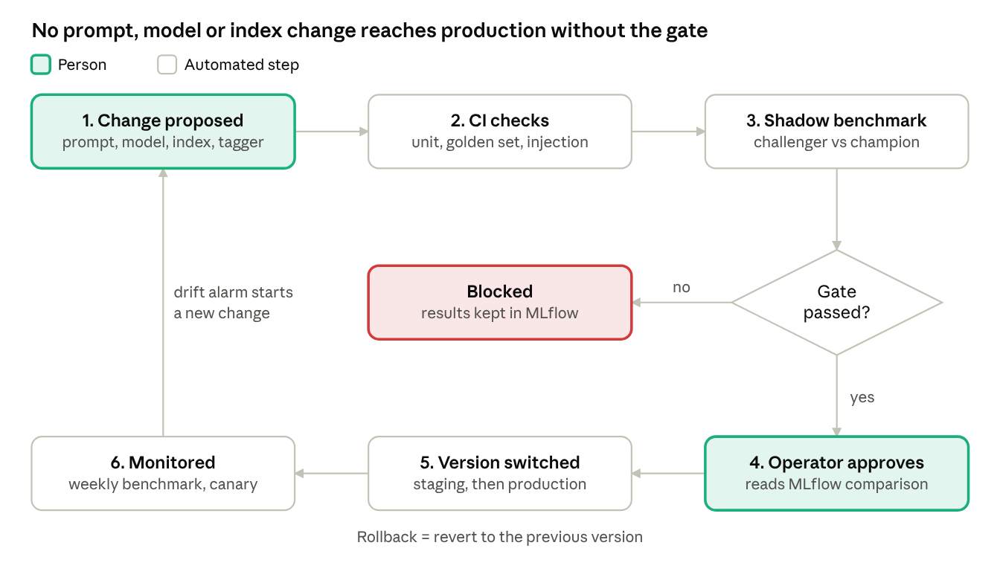 No prompt, model or index change reaches production without the gate
Person
Automated step
1. Change proposed
prompt, model, index, tagger
2. CI checks
unit, golden set, injection
3. Shadow benchmark
challenger vs champion
Gate
passed?
no
Blocked
results kept in MLflow
drift alarm starts
a new change
yes
4. Operator approves
reads MLflow comparison
5. Version switched
staging, then production
6. Monitored
weekly benchmark, canary
Rollback = revert to the previous version